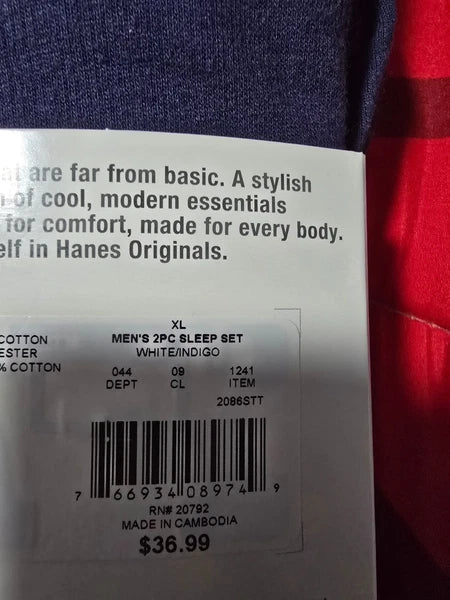 are far from basic. A stylish
of cool, modern essentials
for comfort, made for every body.
in Hanes Originals.
XL
MEN'S 2PC SLEEP SET
WHITE/INDIGO
COTTON
% COTTON
044 09 1241
DEPT CL ITEM
2086STT
7 66934 08974 9
RN# 20792
MADE IN CAMBODIA
$36.99